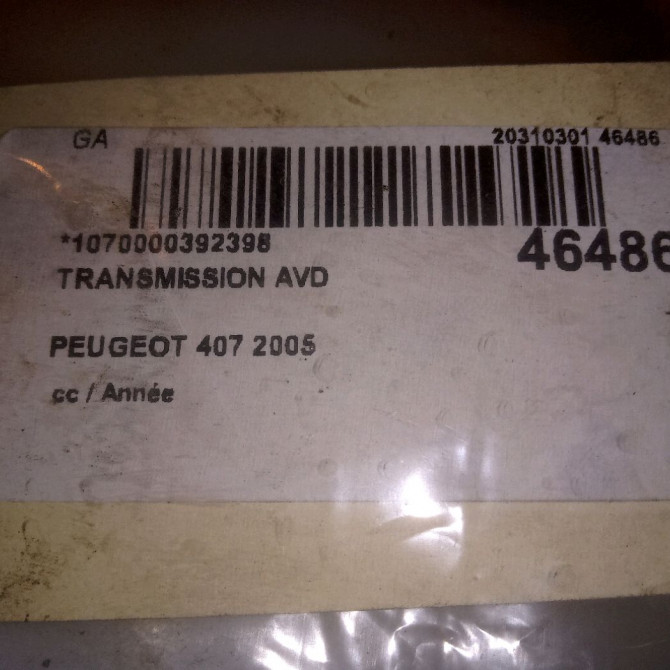 GA 20310301 46486
*1070000392398 46486
TRANSMISSION AVD
PEUGEOT 407 2005
cc / Année